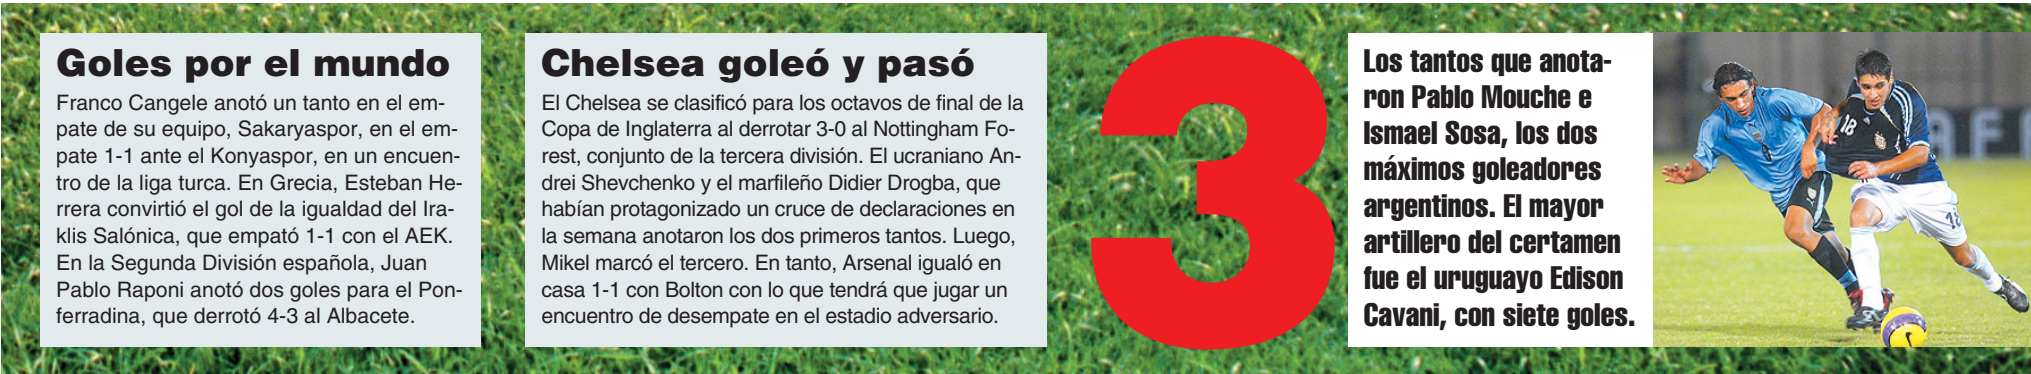 Goles por el mundo
Franco Cangele anotó un tanto en el em-
pate de su equipo, Sakaryaspor, en el em-
pate 1-1 ante el Konyaspor, en un encuen-
tro de la liga turca. En Grecia, Esteban He-
rrera convirtió el gol de la igualdad del Ira-
klis Salónica, que empató 1-1 con el AEK.
En la Segunda División española, Juan
Pablo Raponi anotó dos goles para el Pon-
ferradina, que derrotó 4-3 al Albacete.
Chelsea goleó y pasó
El Chelsea se clasificó para los octavos de final de la
Copa de Inglaterra al derrotar 3-0 al Nottingham Fo-
rest, conjunto de la tercera división. El ucraniano An-
drei Shevchenko y el marfileño Didier Drogba, que
habían protagonizado un cruce de declaraciones en
la semana anotaron los dos primeros tantos. Luego,
Mikel marcó el tercero. En tanto, Arsenal igualó en
casa 1-1 con Bolton con lo que tendrá que jugar un
encuentro de desempate en el estadio adversario.
3
Los tantos que anota-
ron Pablo Mouche e
Ismael Sosa, los dos
máximos goleadores
argentinos. El mayor
artillero del certamen
fue el uruguayo Edison
Cavani, con siete goles.
18
18